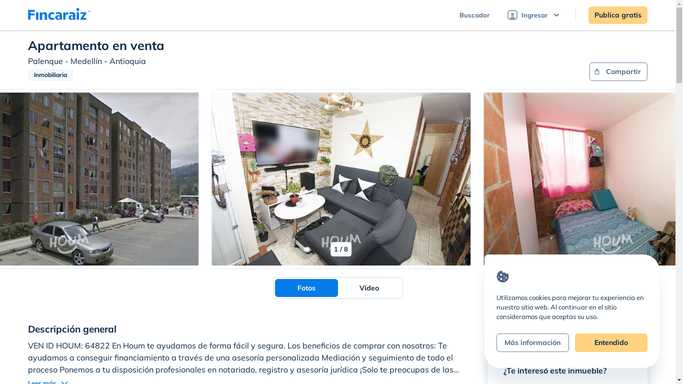 Fincaraiz
Buscador
Ingresar
Publica gratis
Apartamento en venta
Palenque - Medellín - Antioquia
Inmobiliaria
Compartir
HOUM
HOUM
HOUM
1 / 8
Fotos
Video
Utilizamos cookies para mejorar tu experiencia en
nuestro sitio web. Al continuar en el sitio
consideramos que aceptas su uso.
Más información
Entendido
Descripción general
VEN ID HOUM: 64822 En Houm te ayudamos de forma fácil y segura. Los beneficios de comprar con nosotros: Te
ayudamos a conseguir financiamiento a través de una asesoría personalizada Mediación y seguimiento de todo el
proceso Ponemos a tu disposición profesionales en notariado, registro y asesoría jurídica ¡Solo te preocupas de las...
Leer más
¿Te interesó este inmueble?